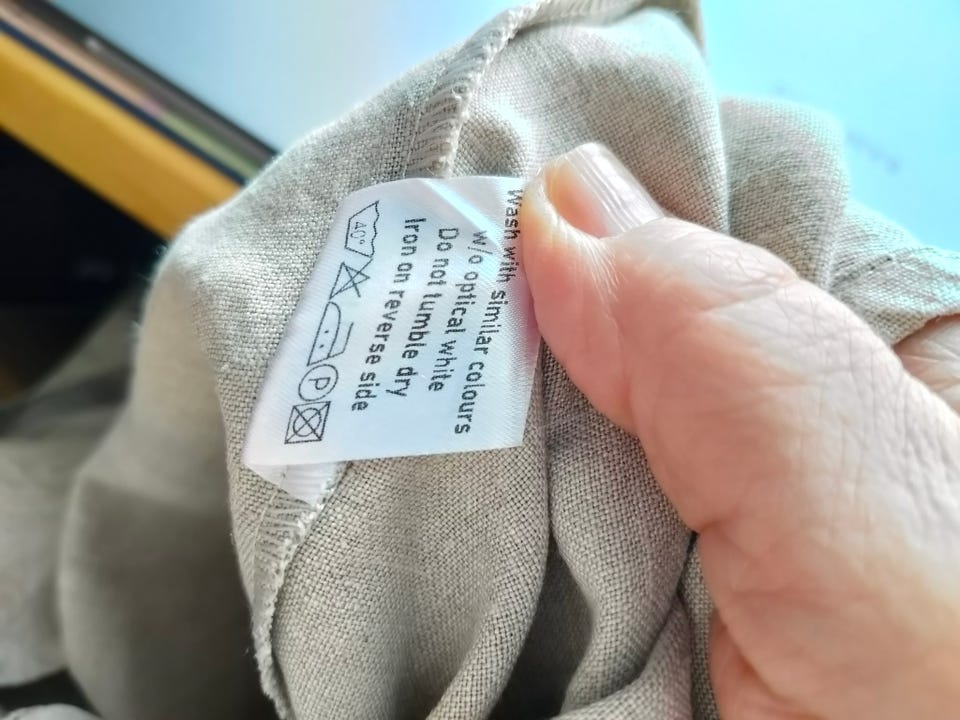 Wash with similar colours
w/o optical white
Do not tumble dry
Iron on reverse side
40°
P